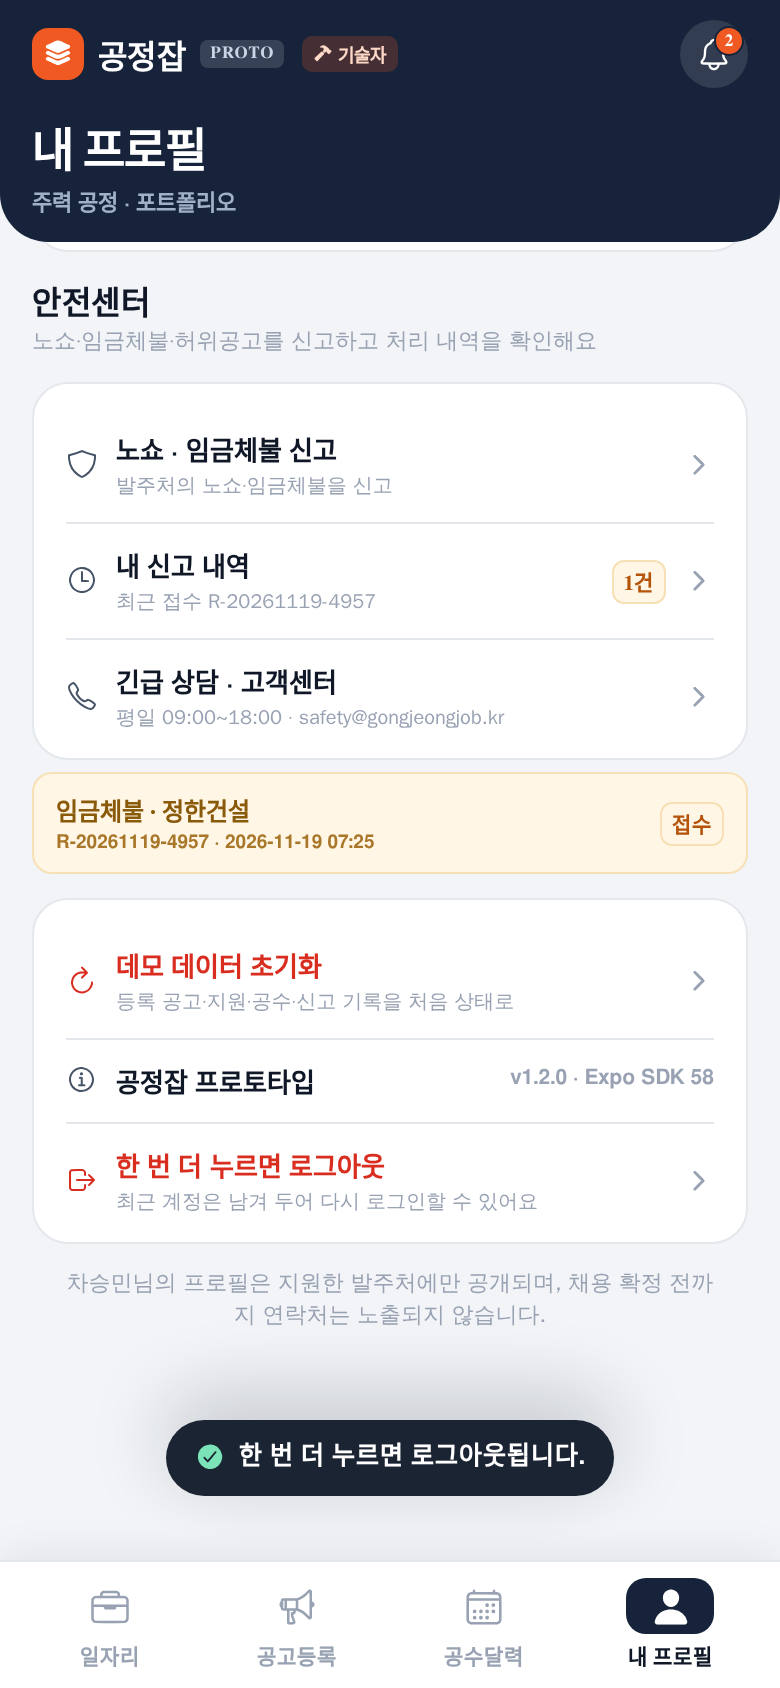 공정잡 PROTO 기술자
2
내 프로필
주력 공정 · 포트폴리오
안전센터
노쇼·임금체불·허위공고를 신고하고 처리 내역을 확인해요
노쇼 · 임금체불 신고
발주처의 노쇼·임금체불을 신고
내 신고 내역
최근 접수 R-20261119-4957
1건
긴급 상담 · 고객센터
평일 09:00~18:00 · safety@gongjeongjob.kr
임금체불 · 정한건설
R-20261119-4957 · 2026-11-19 07:25
접수
데모 데이터 초기화
등록 공고·지원·공수·신고 기록을 처음 상태로
공정잡 프로토타입
v1.2.0 · Expo SDK 58
한 번 더 누르면 로그아웃
최근 계정은 남겨 두어 다시 로그인할 수 있어요
차승민님의 프로필은 지원한 발주처에만 공개되며, 채용 확정 전까
지 연락처는 노출되지 않습니다.
한 번 더 누르면 로그아웃됩니다.
일자리
공고등록
공수달력
내 프로필